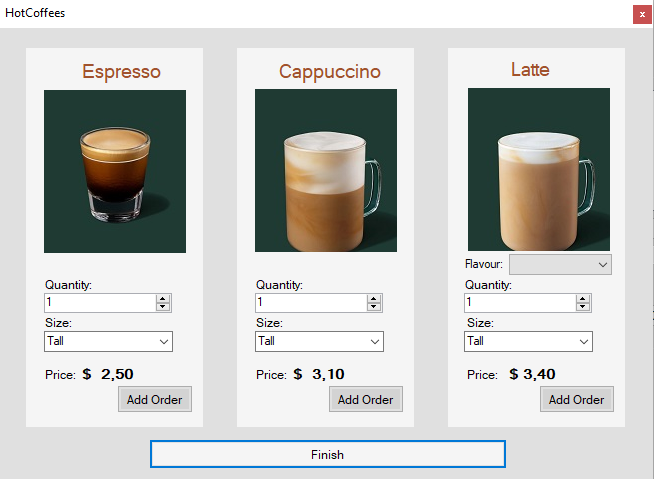 HotCoffees
x
Espresso
Quantity:
1
Size:
Tall
Price: $ 2,50
Add Order
Cappuccino
Quantity:
1
Size:
Tall
Price: $ 3,10
Add Order
Latte
Flavour:
Quantity:
1
Size:
Tall
Price: $ 3,40
Add Order
Finish